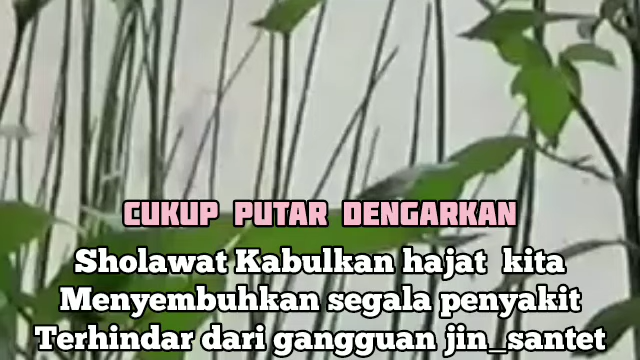 CUKUP PUTAR DENGARKAN
Sholawat Kabulkan hajat kita
Menyembuhkan segala penyakit
Terhindar dari gangguan jin_santet